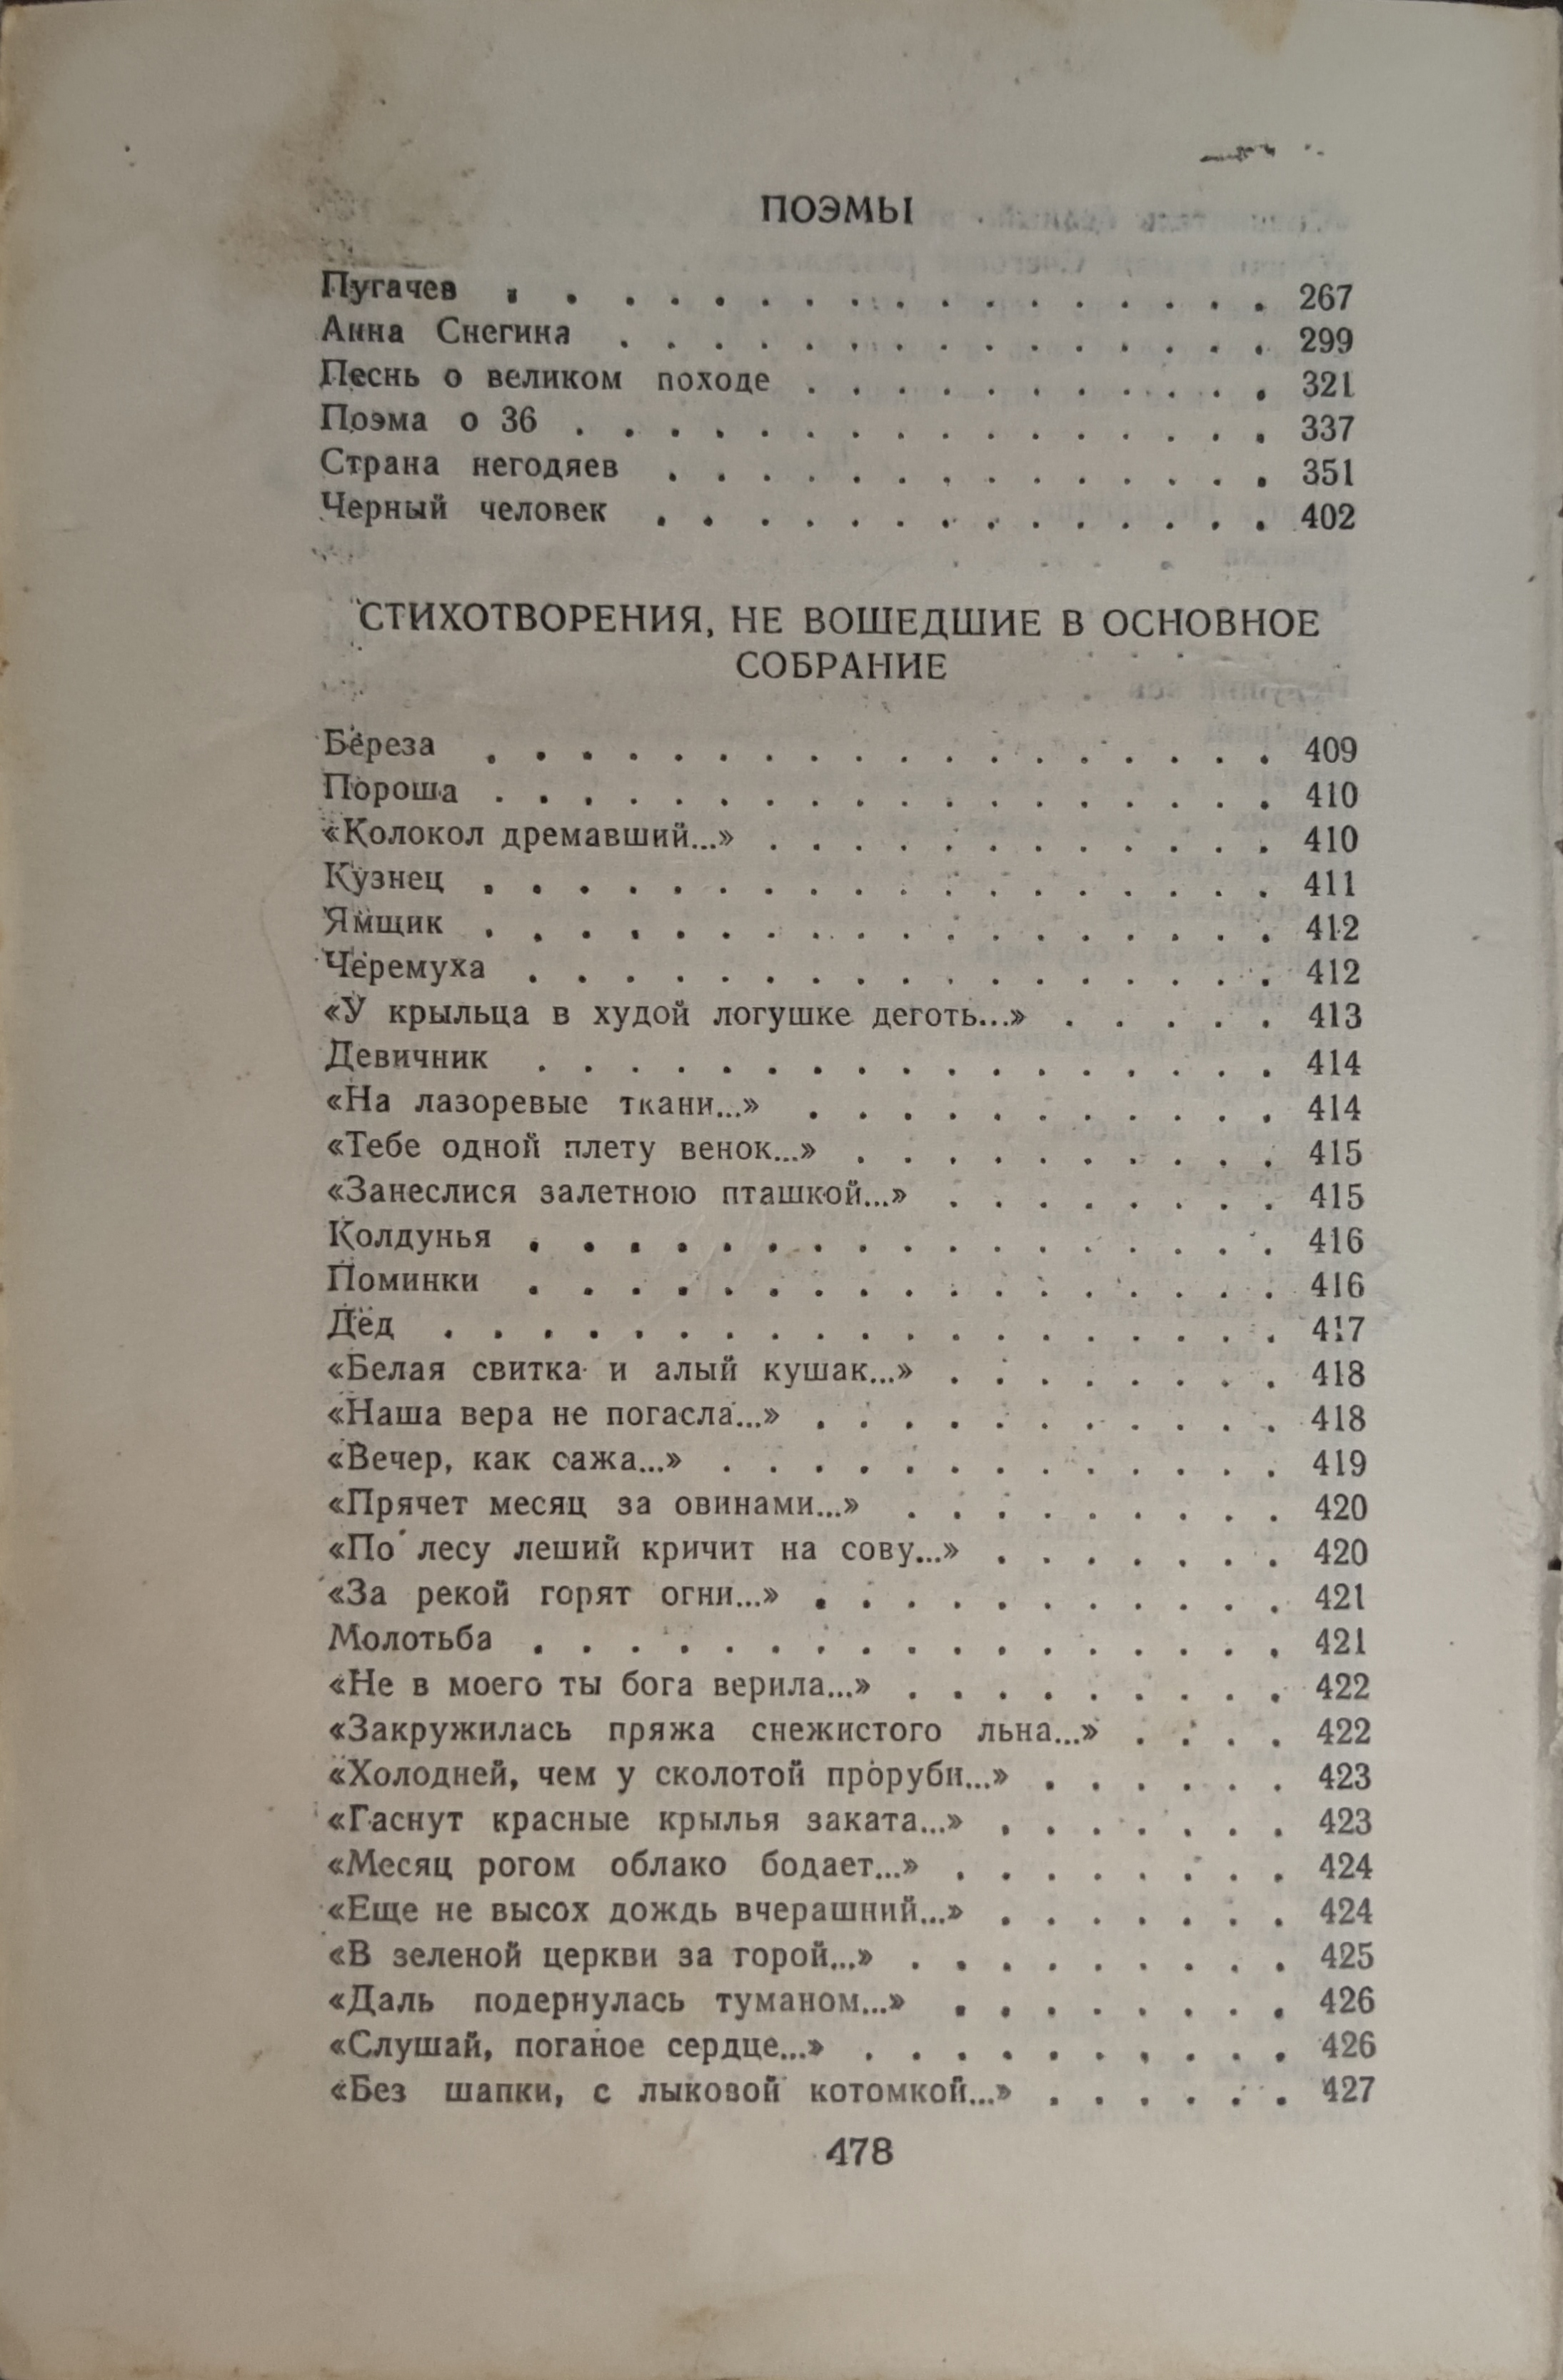 ПОЭМЫ
Пугачев . . . . . . . . . . . . . . . . . 267
Анна Снегина . . . . . . . . . . . . . . . 299
Песнь о великом походе . . . . . . . . . . . 321
Поэма о 36 . . . . . . . . . . . . . . . . 337
Страна негодяев . . . . . . . . . . . . . . 351
Черный человек . . . . . . . . . . . . . . 402
СТИХОТВОРЕНИЯ, НЕ ВОШЕДШИЕ В ОСНОВНОЕ
СОБРАНИЕ
Береза . . . . . . . . . . . . . . . . . . 409
Пороша . . . . . . . . . . . . . . . . . . 410
«Колокол дремавший...» . . . . . . . . . . . . 410
Кузнец . . . . . . . . . . . . . . . . . . 411
Ямщик . . . . . . . . . . . . . . . . . . 412
Черемуха . . . . . . . . . . . . . . . . . 412
«У крыльца в худой логушке деготь...» . . . . . 413
Девичник . . . . . . . . . . . . . . . . . 414
«На лазоревые ткани...» . . . . . . . . . . . 414
«Тебе одной плету венок...» . . . . . . . . . . 415
«Занеслися залетною пташкой...» . . . . . . . . 415
Колдунья . . . . . . . . . . . . . . . . . 416
Поминки . . . . . . . . . . . . . . . . . 416
Дед . . . . . . . . . . . . . . . . . . . 417
«Белая свитка и алый кушак...» . . . . . . . . 418
«Наша вера не погасла...» . . . . . . . . . . . 418
«Вечер, как сажа...» . . . . . . . . . . . . . 419
«Прячет месяц за овинами...» . . . . . . . . . 420
«По лесу леший кричит на сову...» . . . . . . . 420
«За рекой горят огни...» . . . . . . . . . . . 421
Молотьба . . . . . . . . . . . . . . . . . 421
«Не в моего ты бога верила...» . . . . . . . . . 422
«Закружилась пряжа снежистого льна...» . . . . 422
«Холодней, чем у сколотой проруби...» . . . . . . 423
«Гаснут красные крылья заката...» . . . . . . . 423
«Месяц рогом облако бодает...» . . . . . . . . 424
«Еще не высох дождь вчерашний...» . . . . . . . 424
«В зеленой церкви за горой...» . . . . . . . . . 425
«Даль подернулась туманом...» . . . . . . . . 426
«Слушай, поганое сердце...» . . . . . . . . . . 426
«Без шапки, с лыковой котомкой...» . . . . . . 427
478